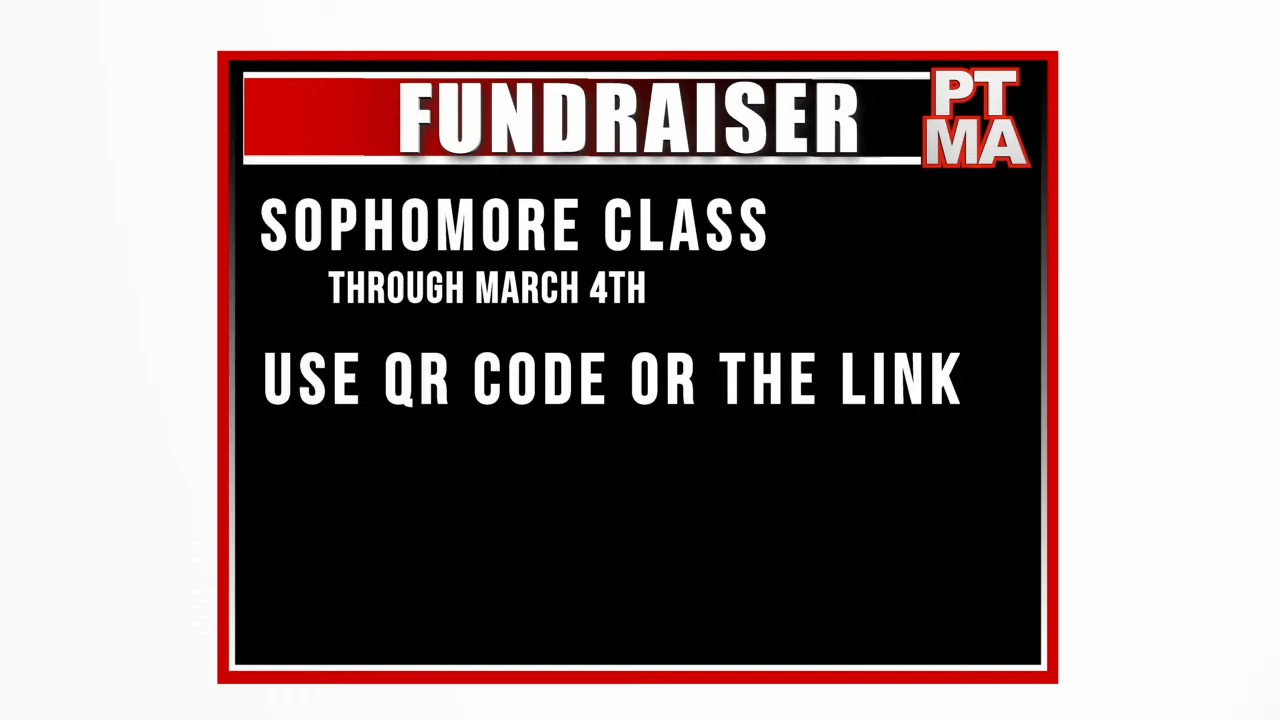 FUNDRAISER
PT
MA
SOPHOMORE CLASS
THROUGH MARCH 4TH
USE QR CODE OR THE LINK